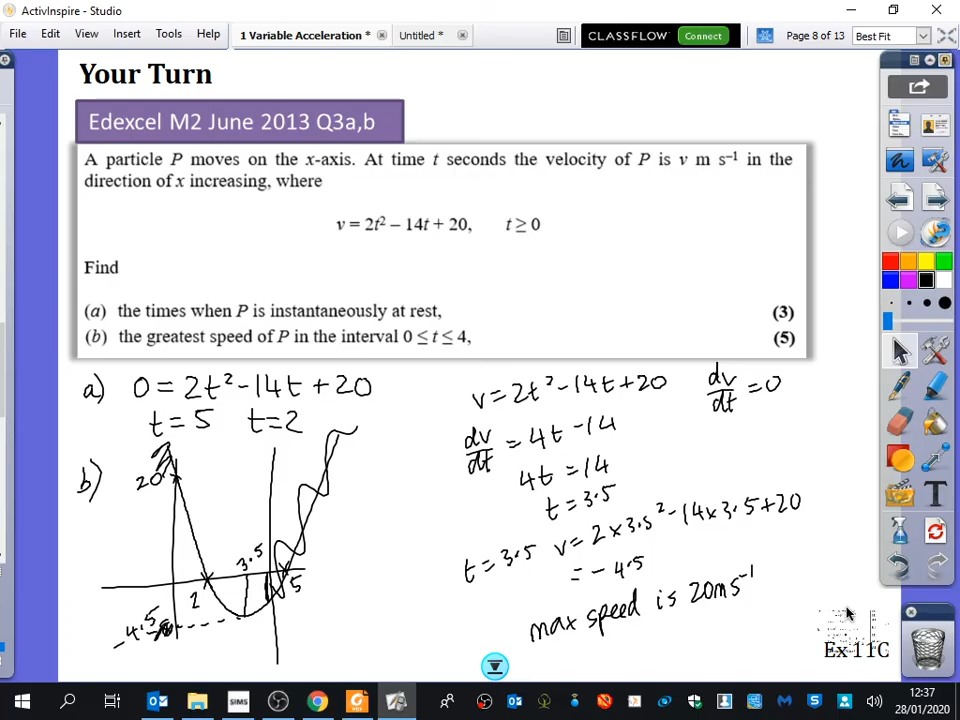 ActivInspire - Studio
File Edit View Insert Tools Help
1 Variable Acceleration *
Untitled *
CLASSFLOW Connect
Page 8 of 13
Best Fit
Your Turn
Edexcel M2 June 2013 Q3a,b
A particle P moves on the x-axis. At time t seconds the velocity of P is v m s⁻¹ in the
direction of x increasing, where
v = 2t² – 14t + 20, t ≥ 0
Find
(a) the times when P is instantaneously at rest, (3)
(b) the greatest speed of P in the interval 0 ≤ t ≤ 4, (5)
a) 0 = 2t² - 14t + 20
t = 5 t = 2
b)
20
3.5
2
5
-4.5
v = 2t² - 14t + 20 dv/dt = 0
dv/dt = 4t - 14
4t = 14
t = 3.5
t = 3.5 v = 2 × 3.5² - 14 × 3.5 + 20
= - 4.5
max speed is 20ms⁻¹
Ex 11C
SIMS
12:37
28/01/2020